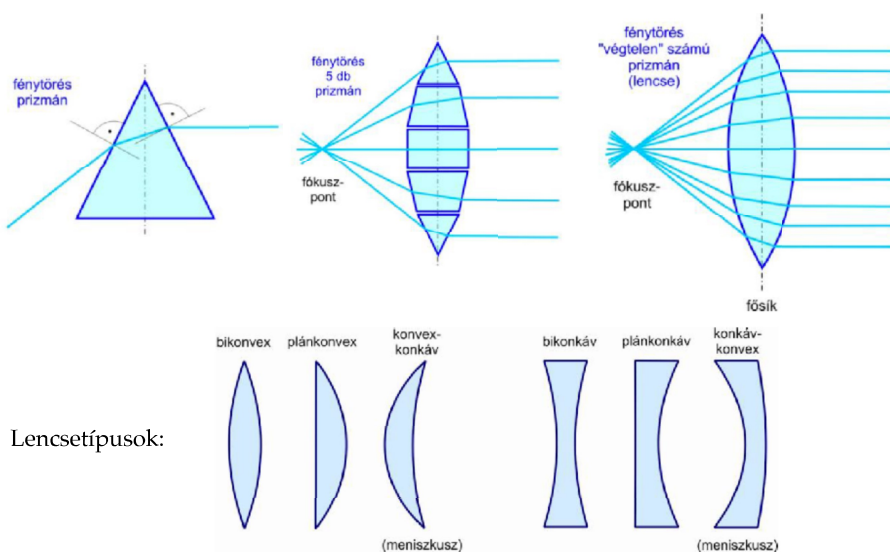 fénytörés
prizmán
fénytörés
5 db
prizmán
fókusz-
pont
fénytörés
"végtelen" számú
prizmán
(lencse)
fókusz-
pont
fősík
Lencsetípusok:
bikonvex
plánkonvex
konvex-
konkáv
(meniszkusz)
bikonkáv
plánkonkáv
konkáv-
konvex
(meniszkusz)